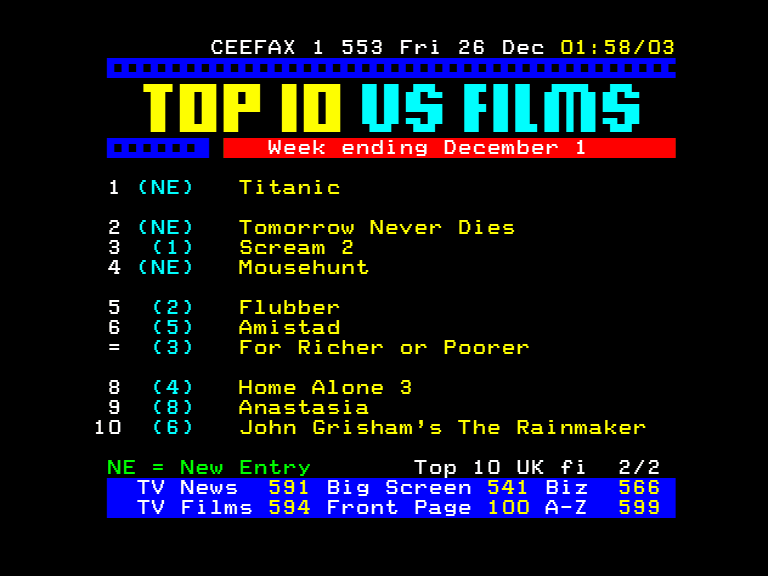 CEEFAX 1 553 Fri 26 Dec 01:58/03
TOP 10 US FILMS
Week ending December 1
1 (NE) Titanic
2 (NE) Tomorrow Never Dies
3 (1) Scream 2
4 (NE) Mousehunt
5 (2) Flubber
6 (5) Amistad
= (3) For Richer or Poorer
8 (4) Home Alone 3
9 (8) Anastasia
10 (6) John Grisham's The Rainmaker
NE = New Entry Top 10 UK fi 2/2
TV News 591 Big Screen 541 Biz 566
TV Films 594 Front Page 100 A-Z 599